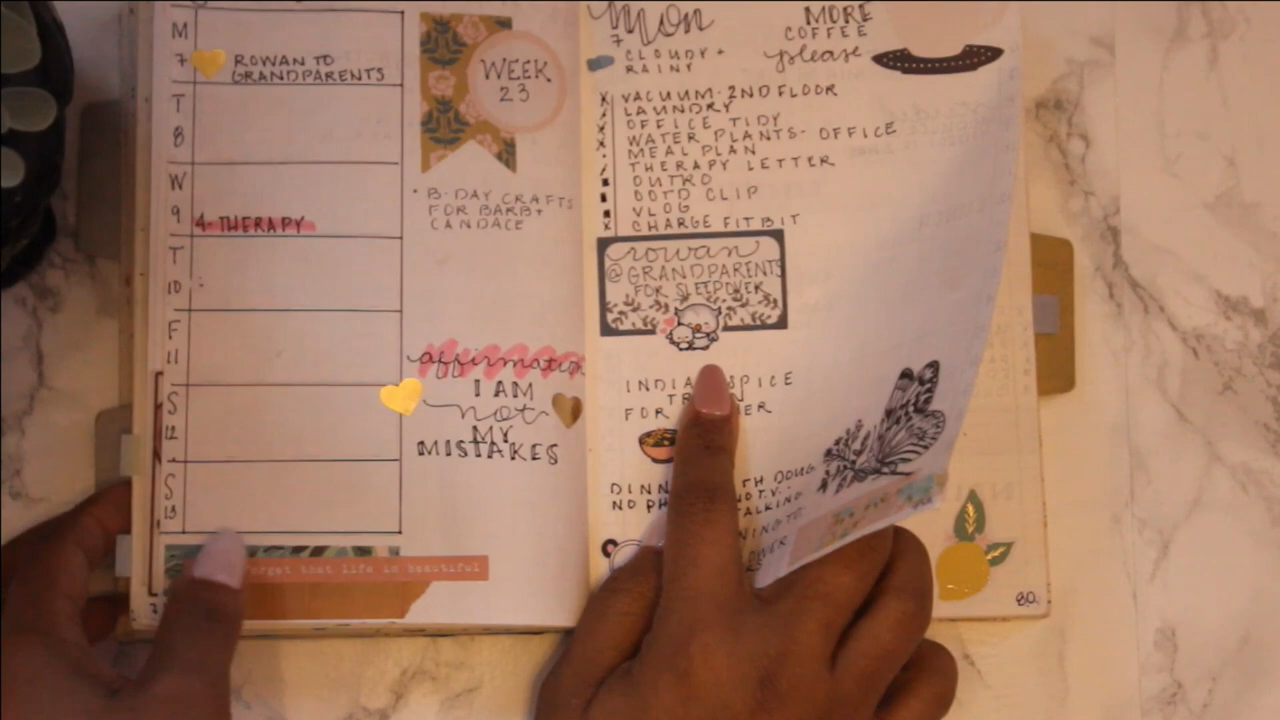 M
7
ROWAN TO
GRANDPARENTS
T
8
W
9
4- THERAPY
T
10
F
11
S
12
S
13
WEEK
23
• B-DAY CRAFTS
FOR BARB +
CANDACE
affirmation
I AM
not
MY
MISTAKES
forget that life is beautiful
Mon
7
CLOUDY +
RAINY
MORE
COFFEE
please
X VACUUM-2ND FLOOR
LAUNDRY
OFFICE TIDY
WATER PLANTS- OFFICE
MEAL PLAN
THERAPY LETTER
OUTRO
OOTD CLIP
VLOG
X CHARGE FITBIT
rowan
@ GRANDPARENTS
FOR SLEEPOVER
INDIA SPICE
FOR
NO
DOUG
80